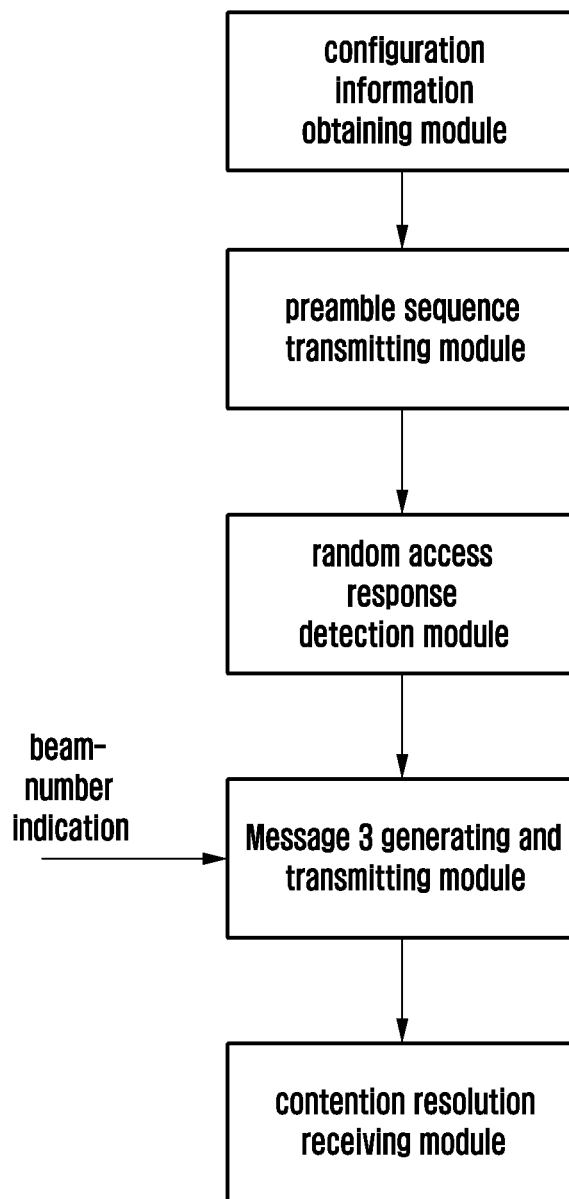 configuration
information
obtaining module
preamble sequence
transmitting module
random access
response
detection module
beam-
number
indication
Message 3 generating and
transmitting module
contention resolution
receiving module